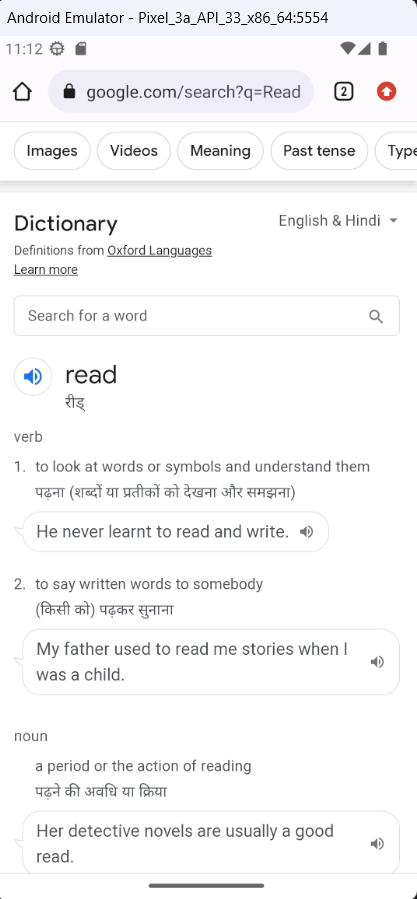 Android Emulator - Pixel_3a_API_33_x86_64:5554
11:12
google.com/search?q=Read
2
Images Videos Meaning Past tense Type
Dictionary
English & Hindi
Definitions from Oxford Languages
Learn more
Search for a word
read
रीड्
verb
1. to look at words or symbols and understand them
पढ़ना (शब्दों या प्रतीकों को देखना और समझना)
He never learnt to read and write.
2. to say written words to somebody
(किसी को) पढ़कर सुनाना
My father used to read me stories when I
was a child.
noun
a period or the action of reading
पढ़ने की अवधि या क्रिया
Her detective novels are usually a good
read.